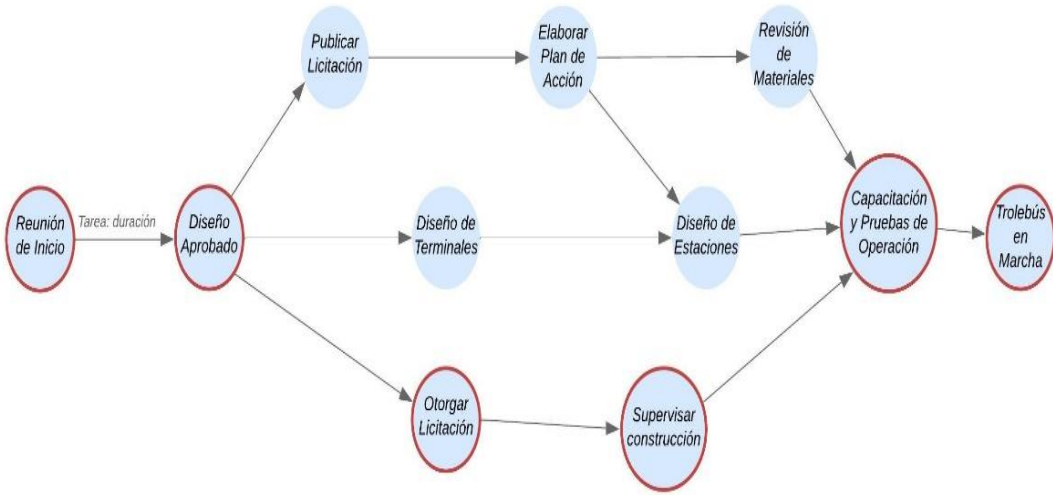 Publicar
Licitación
Elaborar
Plan de
Acción
Revisión
de
Materiales
Reunión
de Inicio
Tarea: duración
Diseño
Aprobado
Diseño de
Terminales
Diseño de
Estaciones
Capacitación
y Pruebas de
Operación
Trolebús
en
Marcha
Otorgar
Licitación
Supervisar
construcción